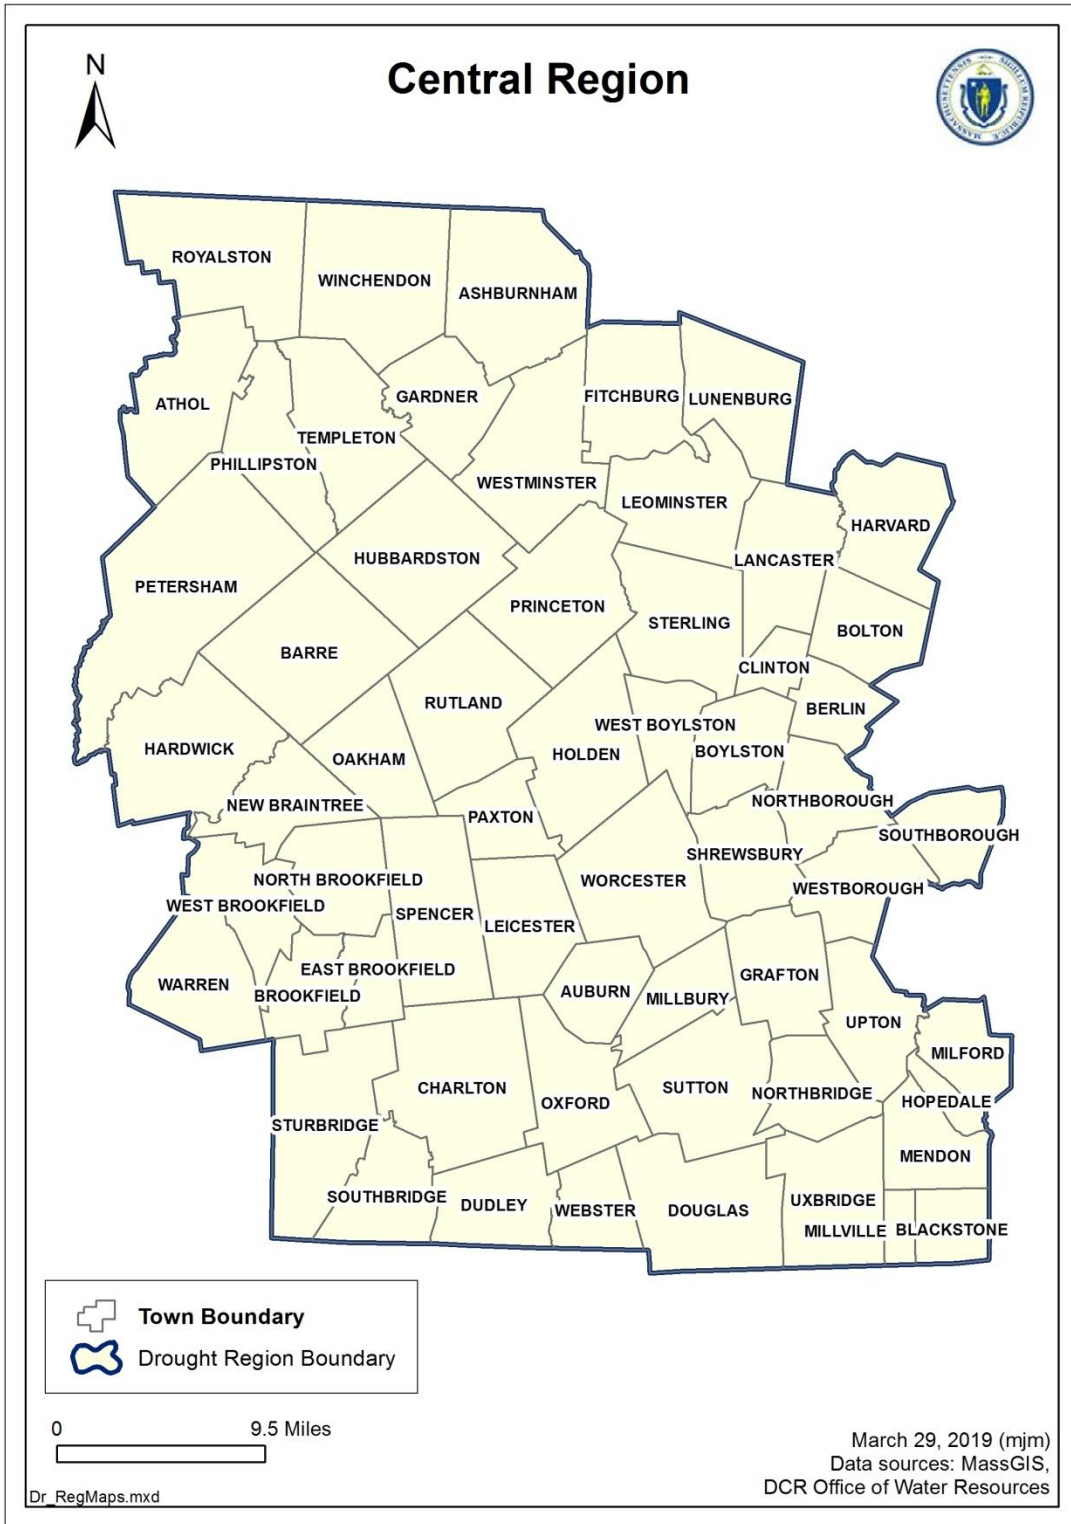 N
Central Region
MASSACHUSETTENSIS SIGILLUM REIPUBLICÆ
ROYALSTON
WINCHENDON
ASHBURNHAM
ATHOL
GARDNER
FITCHBURG
LUNENBURG
TEMPLETON
PHILLIPSTON
WESTMINSTER
LEOMINSTER
HARVARD
HUBBARDSTON
LANCASTER
PETERSHAM
PRINCETON
STERLING
BOLTON
BARRE
CLINTON
RUTLAND
BERLIN
WEST BOYLSTON
HARDWICK
OAKHAM
HOLDEN
BOYLSTON
NEW BRAINTREE
PAXTON
NORTHBOROUGH
SOUTHBOROUGH
SHREWSBURY
NORTH BROOKFIELD
WORCESTER
WESTBOROUGH
WEST BROOKFIELD
SPENCER
LEICESTER
EAST BROOKFIELD
GRAFTON
WARREN
BROOKFIELD
AUBURN
MILLBURY
UPTON
MILFORD
CHARLTON
OXFORD
SUTTON
NORTHBRIDGE
HOPEDALE
STURBRIDGE
MENDON
SOUTHBRIDGE
DUDLEY
WEBSTER
DOUGLAS
UXBRIDGE
MILLVILLE
BLACKSTONE
Town Boundary
Drought Region Boundary
0 9.5 Miles
March 29, 2019 (mjm)
Data sources: MassGIS,
DCR Office of Water Resources
Dr_RegMaps.mxd